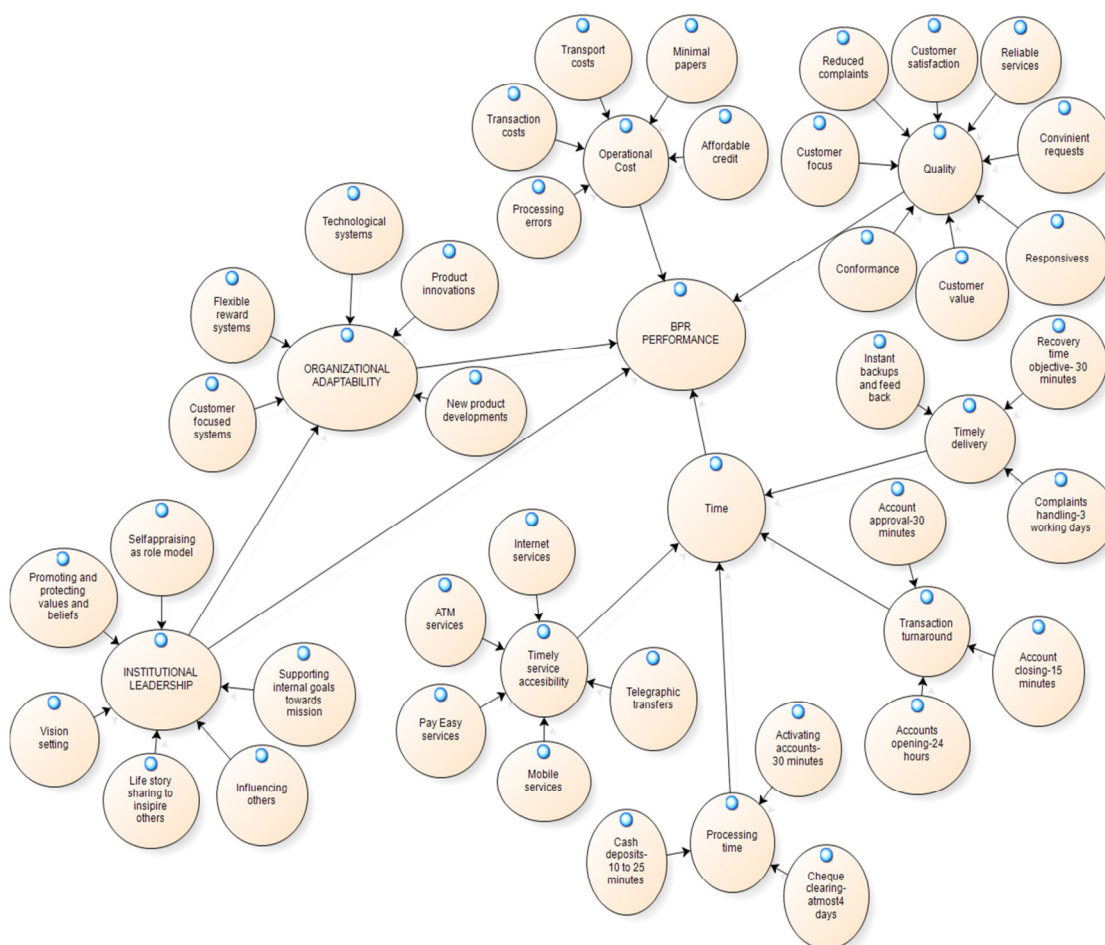 Transport
costs
Minimal
papers
Reduced
complaints
Customer
satisfaction
Reliable
services
Transaction
costs
Operational
Cost
Affordable
credit
Processing
errors
Customer
focus
Quality
Convinient
requests
Conformance
Customer
value
Responsivess
Technological
systems
Product
innovations
Flexible
reward
systems
ORGANIZATIONAL
ADAPTABILITY
Customer
focused
systems
New product
developments
BPR
PERFORMANCE
Instant
backups
and feed
back
Recovery
time
objective- 30
minutes
Timely
delivery
Complaints
handling-3
working days
Time
Account
approval-30
minutes
Transaction
turnaround
Account
closing-15
minutes
Accounts
opening-24
hours
Self appraising
as role model
Promoting and
protecting
values and
beliefs
INSTITUTIONAL
LEADERSHIP
Supporting
internal goals
towards
mission
Vision
setting
Life story
sharing to
insipire
others
Influencing
others
Internet
services
ATM
services
Timely
service
accesibility
Telegraphic
transfers
Pay Easy
services
Mobile
services
Activating
accounts-
30 minutes
Processing
time
Cash
deposits-
10 to 25
minutes
Cheque
clearing-
atmost4
days